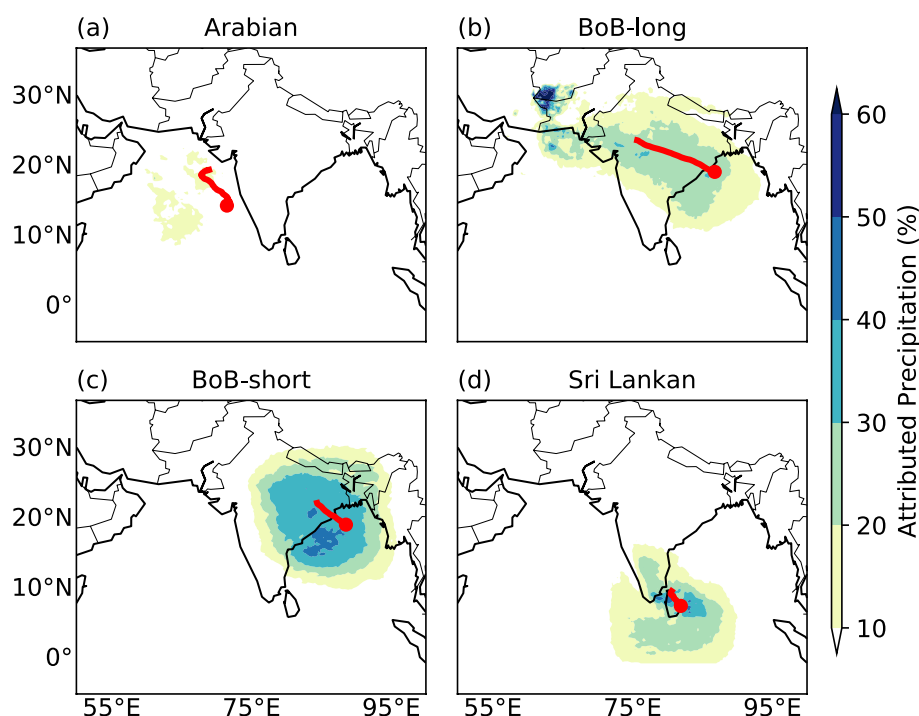 (a) Arabian
(b) BoB-long
30°N
20°N
10°N
0°
(c) BoB-short
(d) Sri Lankan
30°N
20°N
10°N
0°
55°E 75°E 95°E
55°E 75°E 95°E
60
50
40
30
20
10
Attributed Precipitation (%)